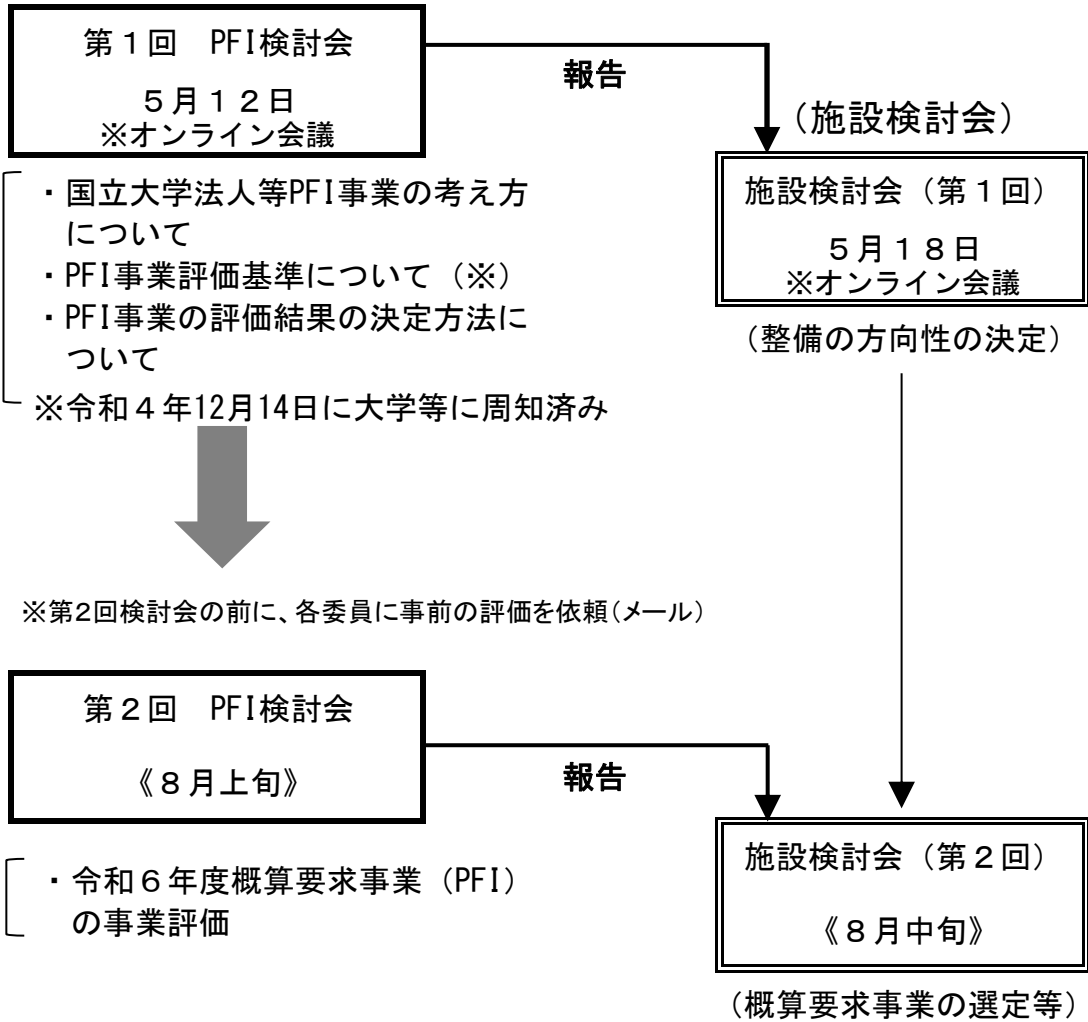 第１回　PFI検討会
５月１２日
※オンライン会議
報告
（施設検討会）
施設検討会（第１回）
５月１８日
※オンライン会議
（整備の方向性の決定）
・国立大学法人等PFI事業の考え方
について
・PFI事業評価基準について（※）
・PFI事業の評価結果の決定方法に
ついて
※令和４年12月14日に大学等に周知済み
※第2回検討会の前に、各委員に事前の評価を依頼（メール）
第２回　PFI検討会
《８月上旬》
報告
施設検討会（第２回）
《８月中旬》
（概算要求事業の選定等）
・令和６年度概算要求事業（PFI）
の事業評価